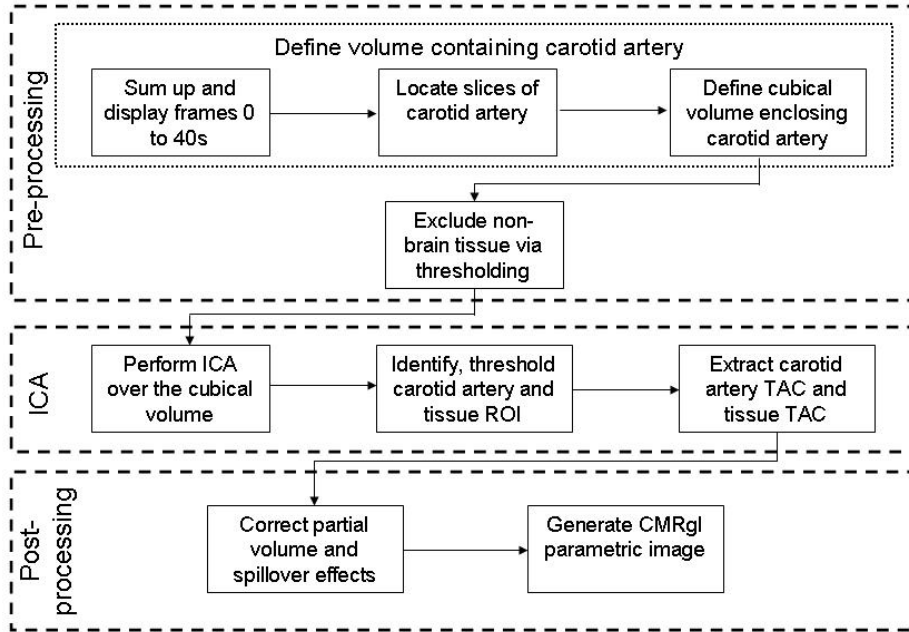 Pre-processing
Define volume containing carotid artery
Sum up and
display frames 0
to 40s
Locate slices of
carotid artery
Define cubical
volume enclosing
carotid artery
Exclude non-
brain tissue via
thresholding
ICA
Perform ICA
over the cubical
volume
Identify, threshold
carotid artery and
tissue ROI
Extract carotid
artery TAC and
tissue TAC
Post-
processing
Correct partial
volume and
spillover effects
Generate CMRgl
parametric image